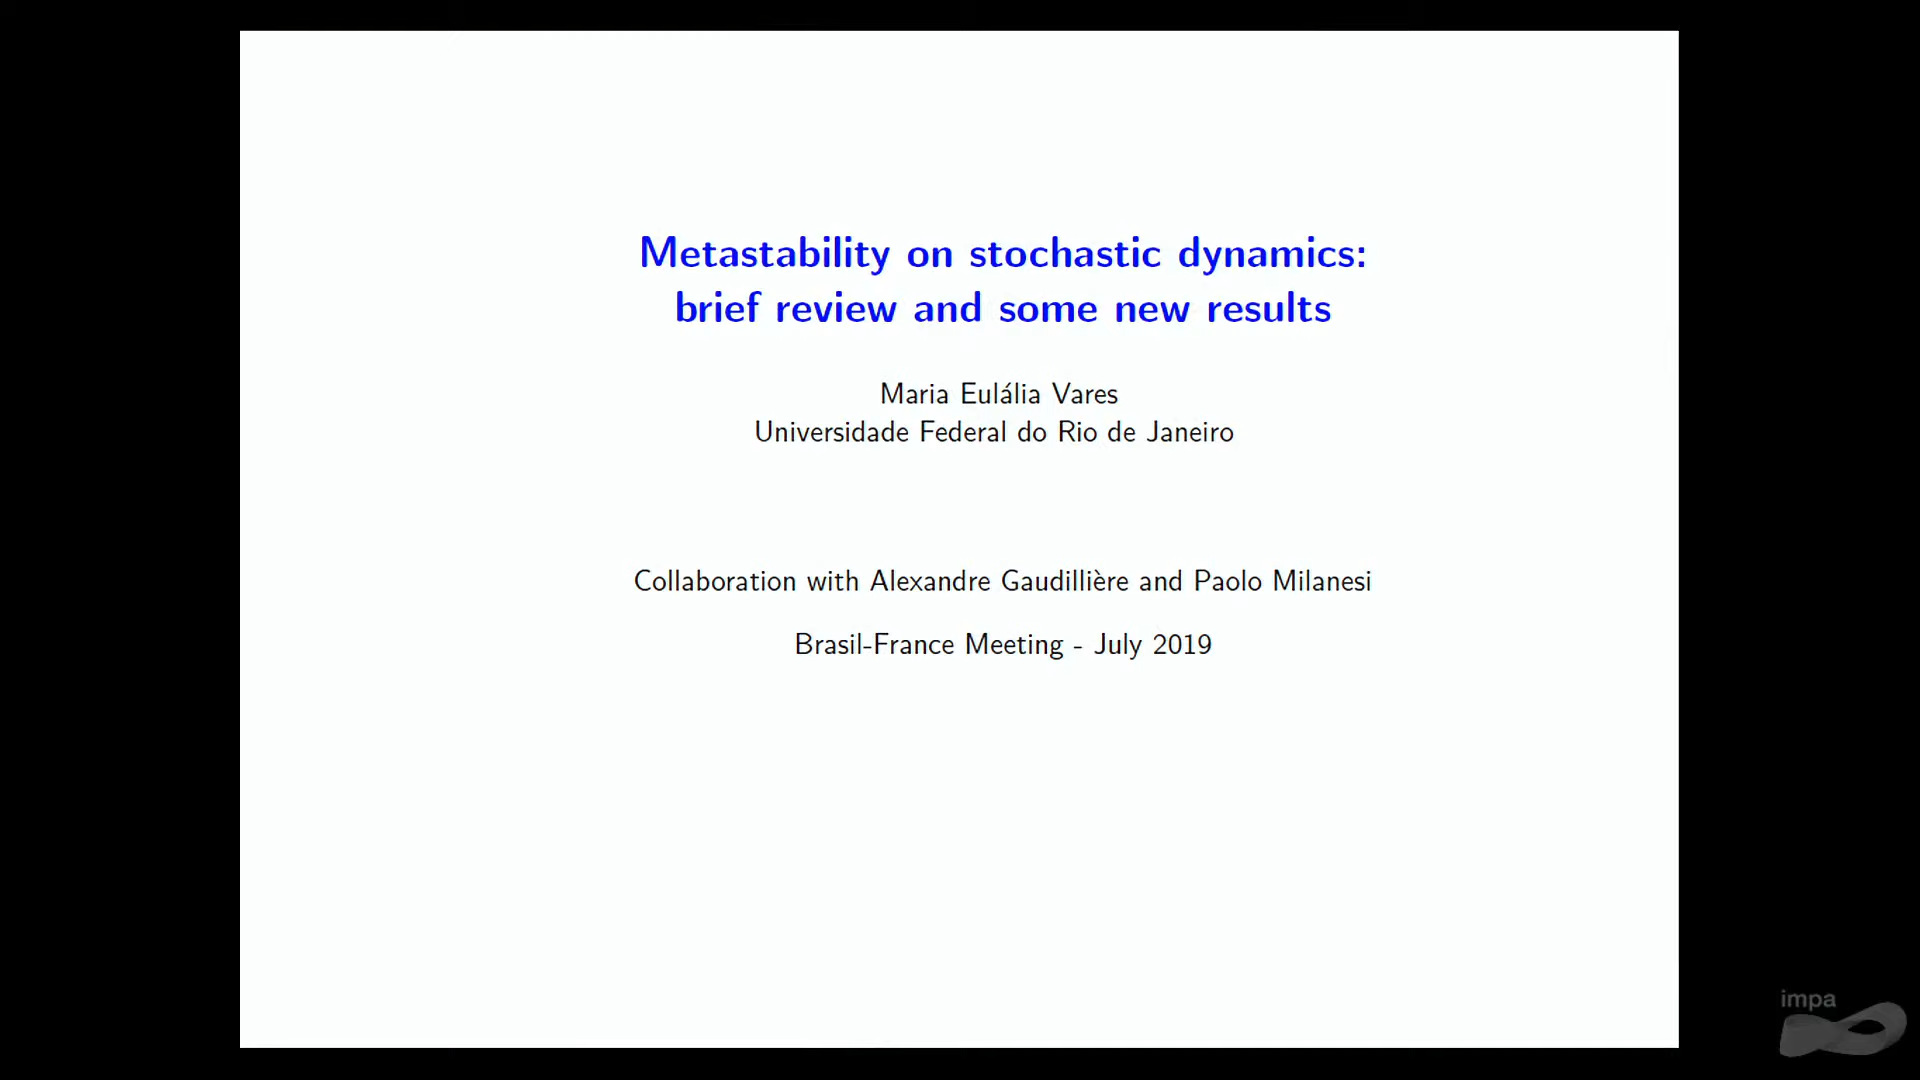 Metastability on stochastic dynamics:
brief review and some new results
Maria Eulália Vares
Universidade Federal do Rio de Janeiro
Collaboration with Alexandre Gaudillière and Paolo Milanesi
Brasil-France Meeting - July 2019
impa